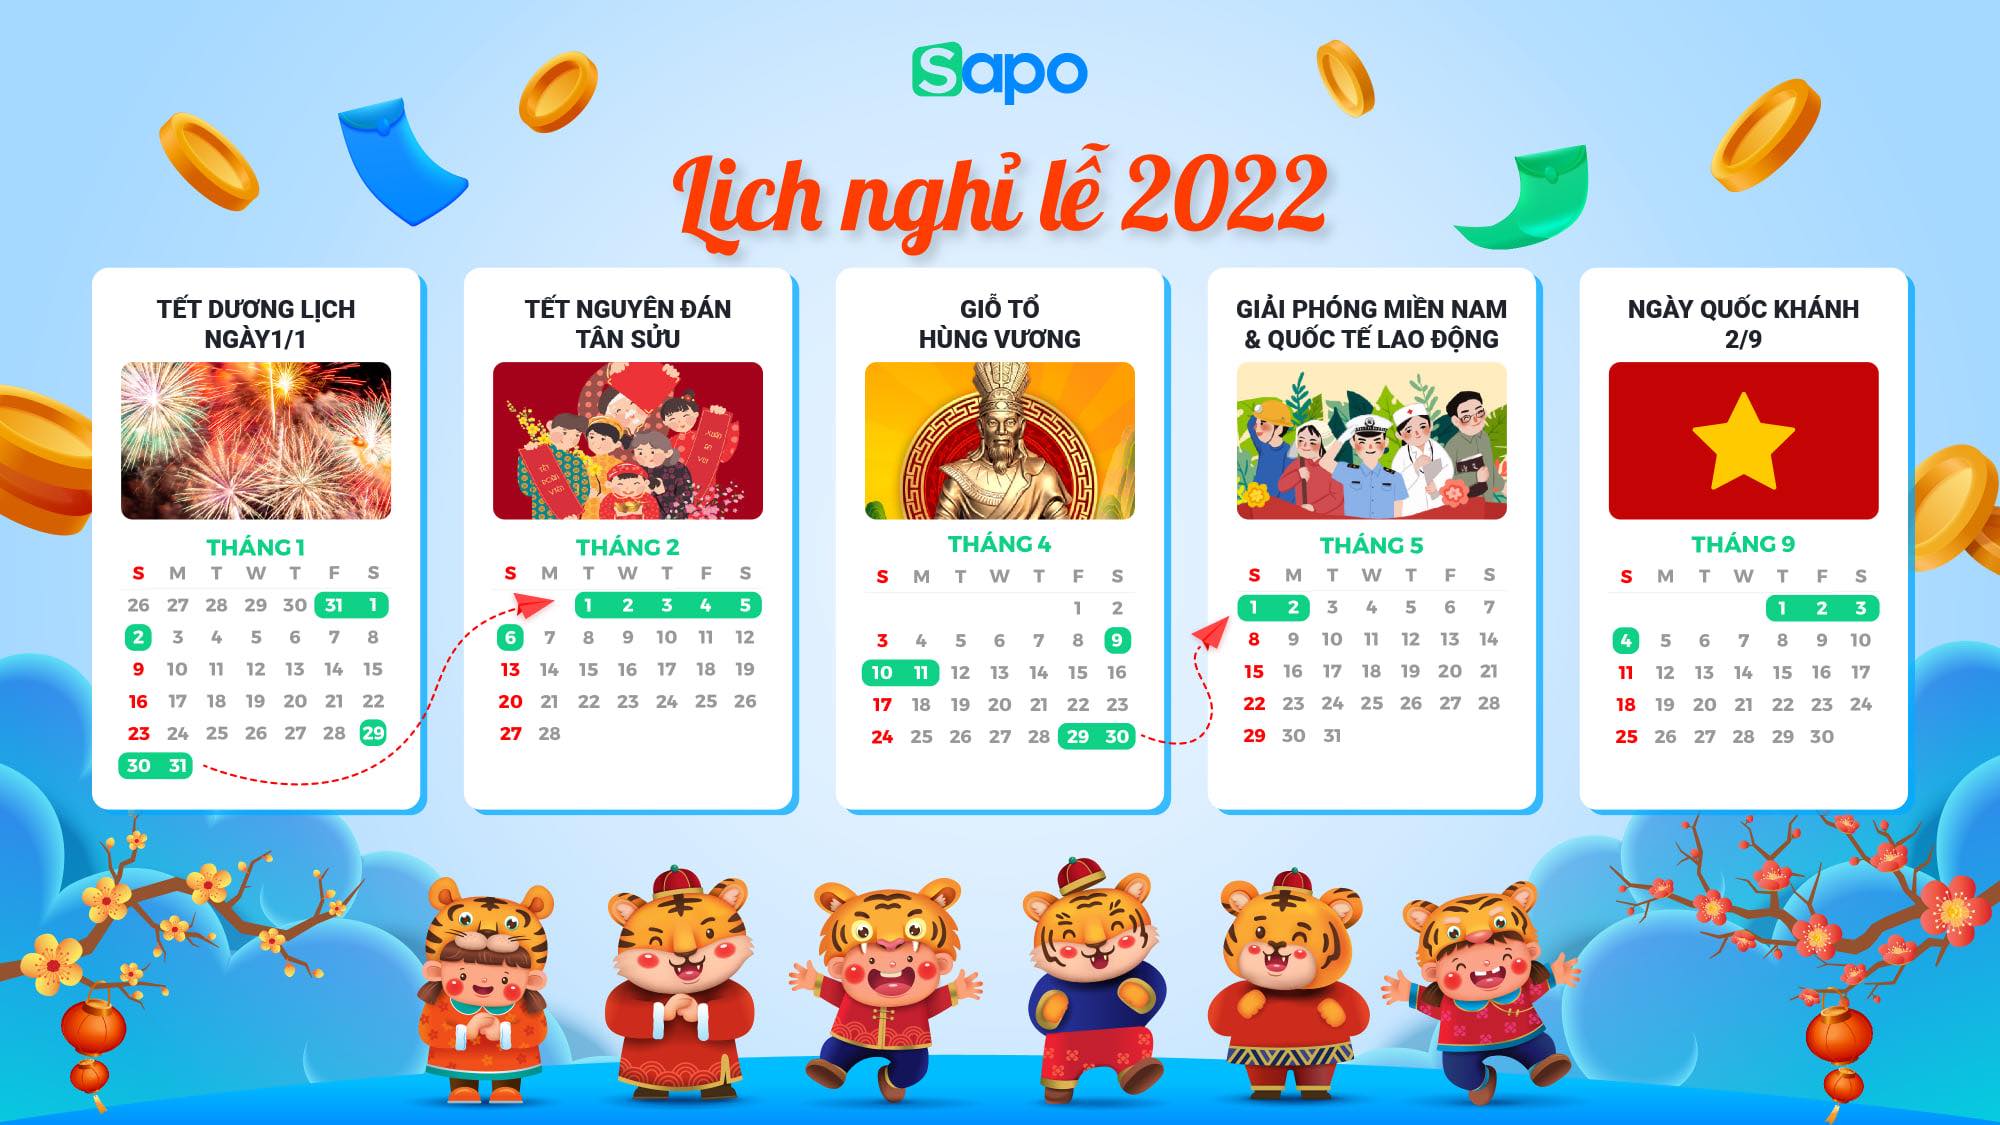 Sapo
Lịch nghỉ lễ 2022
TẾT DƯƠNG LỊCH
NGÀY1/1
THÁNG 1
S M T W T F S
26 27 28 29 30 31 1
2 3 4 5 6 7 8
9 10 11 12 13 14 15
16 17 18 19 20 21 22
23 24 25 26 27 28 29
30 31
TẾT NGUYÊN ĐÁN
TÂN SỬU
XUÂN
AN
VUI
TẾT
ĐOÀN
VIÊN
THÁNG 2
S M T W T F S
1 2 3 4 5
6 7 8 9 10 11 12
13 14 15 16 17 18 19
20 21 22 23 24 25 26
27 28
GIỖ TỔ
HÙNG VƯƠNG
THÁNG 4
S M T W T F S
1 2
3 4 5 6 7 8 9
10 11 12 13 14 15 16
17 18 19 20 21 22 23
24 25 26 27 28 29 30
GIẢI PHÓNG MIỀN NAM
& QUỐC TẾ LAO ĐỘNG
THÁNG 5
S M T W T F S
1 2 3 4 5 6 7
8 9 10 11 12 13 14
15 16 17 18 19 20 21
22 23 24 25 26 27 28
29 30 31
NGÀY QUỐC KHÁNH
2/9
THÁNG 9
S M T W T F S
1 2 3
4 5 6 7 8 9 10
11 12 13 14 15 16 17
18 19 20 21 22 23 24
25 26 27 28 29 30